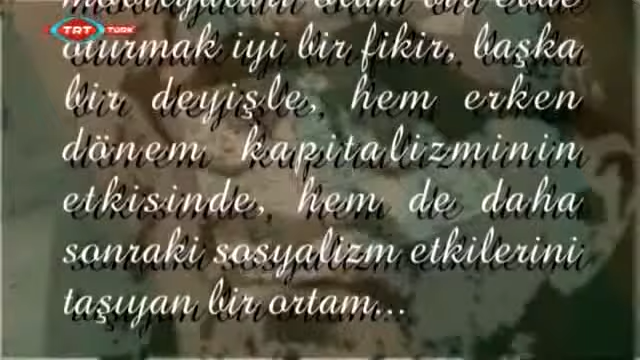 TRT TÜRK
oturmak iyi bir fikir, başka
bir deyişle, hem erken
dönem kapitalizminin
etkisinde, hem de daha
sonraki sosyalizm etkilerini
taşıyan bir ortam...